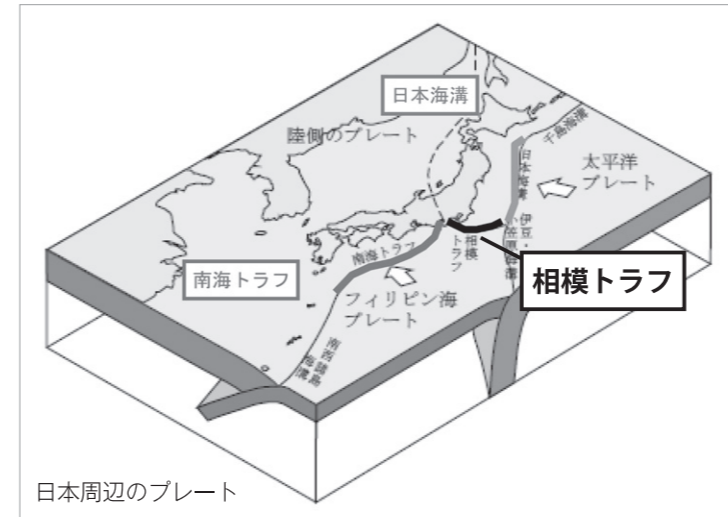 日本海溝
陸側のプレート
千島海溝
日本海溝
太平洋
プレート
伊豆・
小笠原海溝
相模
トラフ
相模トラフ
南海トラフ
南海トラフ
フィリピン海
プレート
南西諸島
海溝
日本周辺のプレート